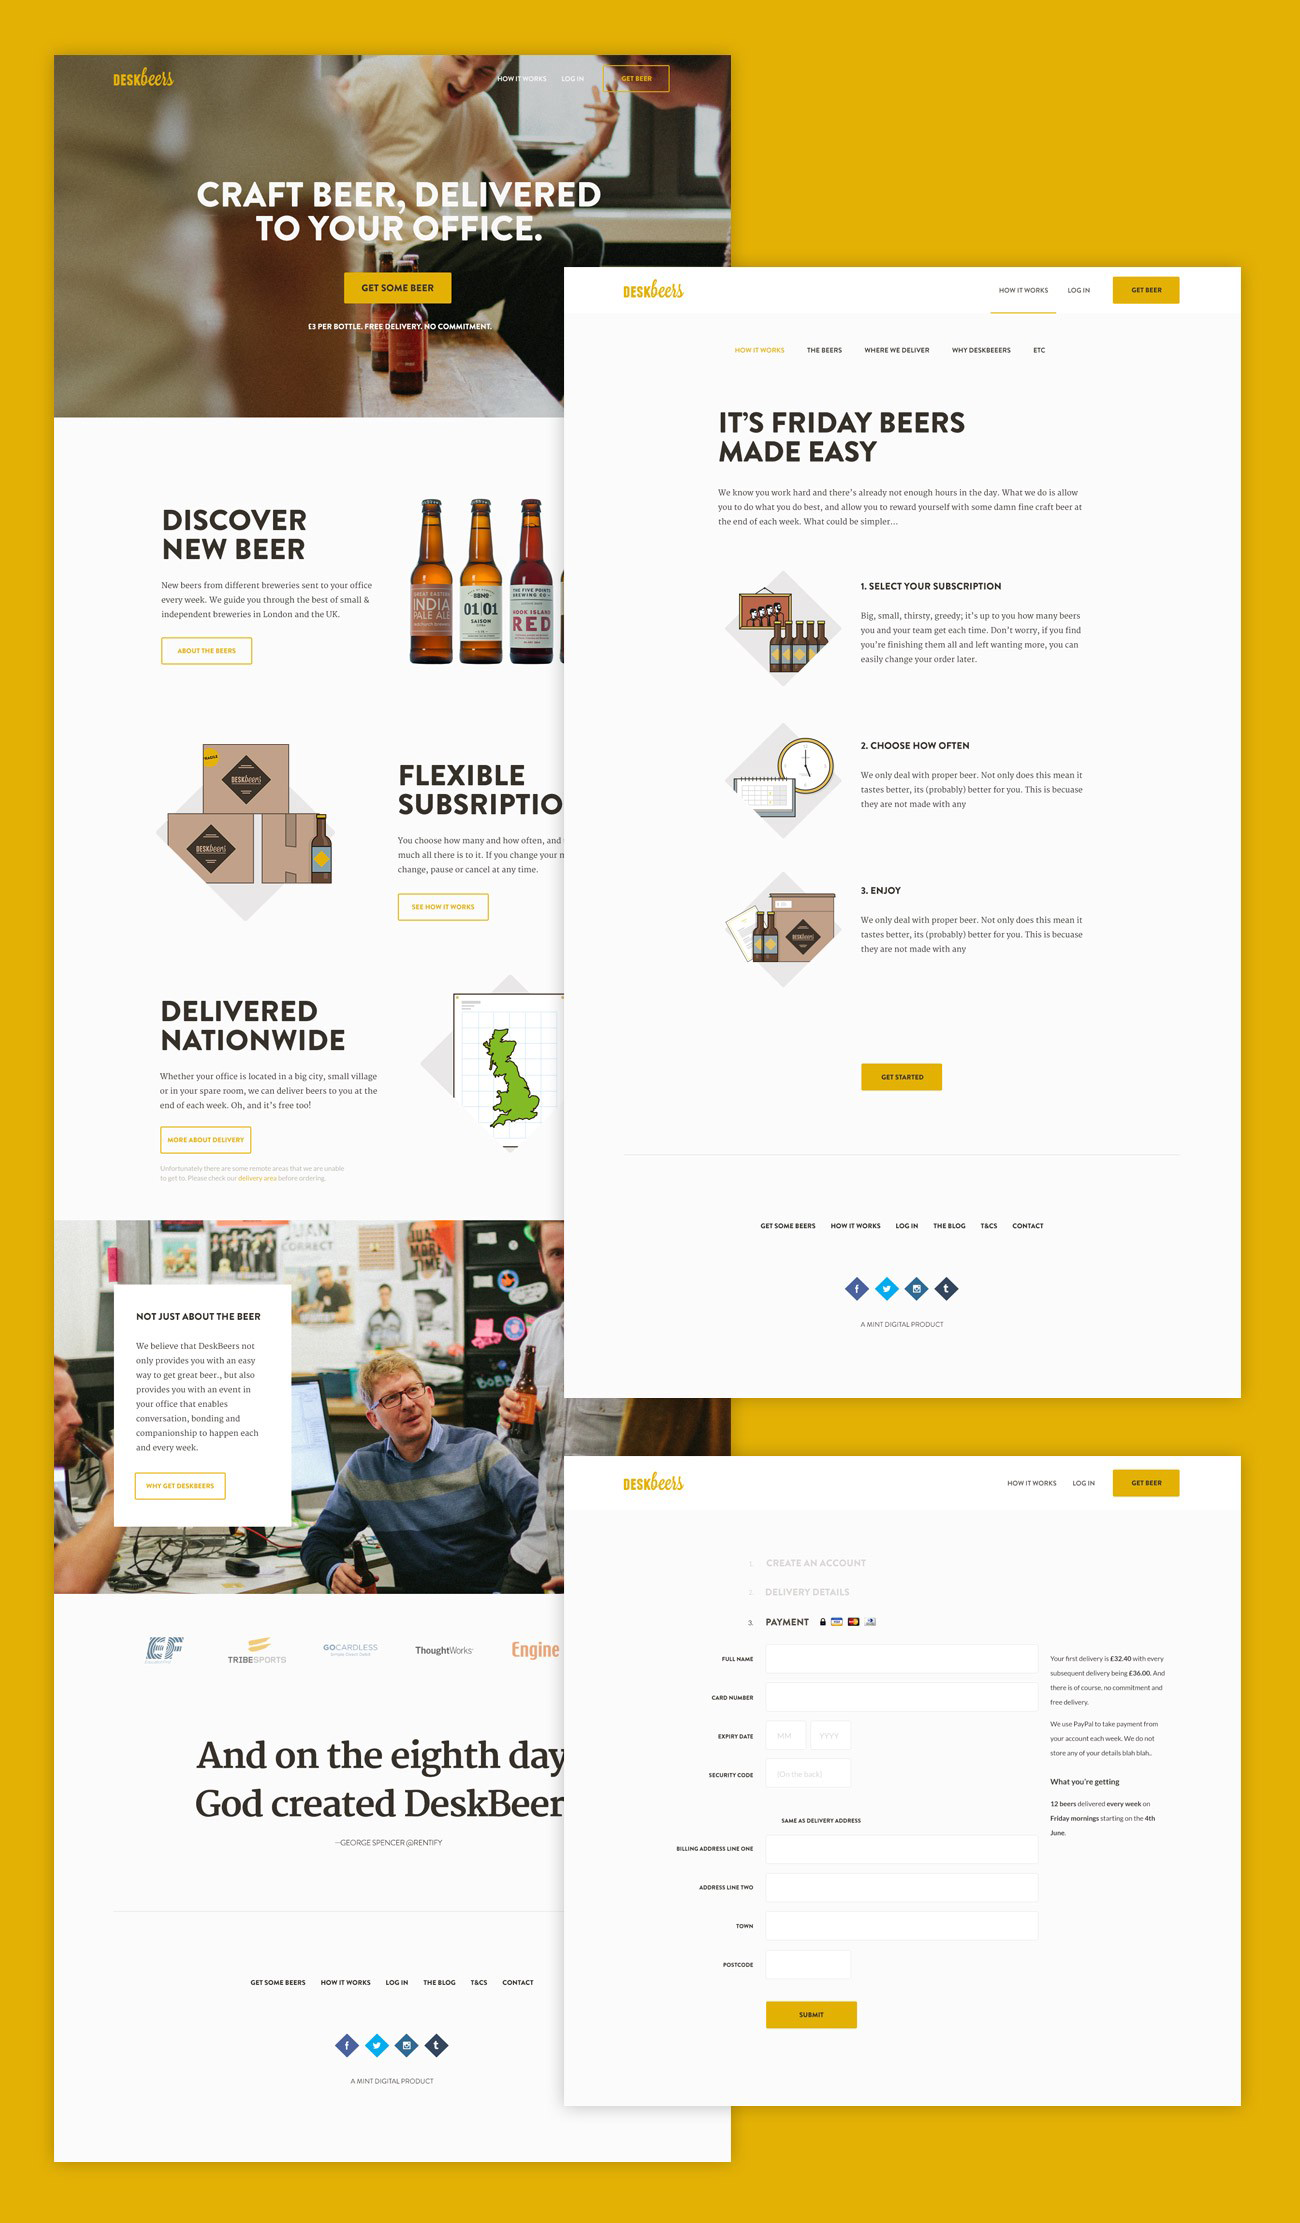 DESKbeers
HOW IT WORKS
LOG IN
GET BEER
CRAFT BEER, DELIVERED
TO YOUR OFFICE.
GET SOME BEER
£3 PER BOTTLE. FREE DELIVERY. NO COMMITMENT.
DISCOVER
NEW BEER
New beers from different breweries sent to your office
every week. We guide you through the best of small &
independent breweries in London and the UK.
ABOUT THE BEERS
GREAT EASTERN
INDIA
PALE ALE
BBNO
01|01
SAISON
THE FIVE POINTS
BREWING CO
HOOK ISLAND
RED
DESKbeers
DESKbeers
FLEXIBLE
SUBSRIPTIO
You choose how many and how often, and
much all there is to it. If you change your
change, pause or cancel at any time.
SEE HOW IT WORKS
DELIVERED
NATIONWIDE
Whether your office is located in a big city, small village
or in your spare room, we can deliver beers to you at the
end of each week. Oh, and it's free too!
MORE ABOUT DELIVERY
Unfortunately there are some remote areas that we are unable
to get to. Please check our delivery area before ordering.
JUAN
CORRECT
JUAN
MORE
TIME
BOBB
NOT JUST ABOUT THE BEER
We believe that DeskBeers not
only provides you with an easy
way to get great beer., but also
provides you with an event in
your office that enables
conversation, bonding and
companionship to happen each
and every week.
WHY GET DESKBEERS
EF
TRIBESPORTS
GOCARDLESS
ThoughtWorks
Engine
And on the eighth day
God created DeskBeer
—GEORGE SPENCER @RENTIFY
GET SOME BEERS
HOW IT WORKS
LOG IN
THE BLOG
T&CS
CONTACT
A MINT DIGITAL PRODUCT
DESKbeers
HOW IT WORKS
LOG IN
GET BEER
HOW IT WORKS
THE BEERS
WHERE WE DELIVER
WHY DESKBEEERS
ETC
IT'S FRIDAY BEERS
MADE EASY
We know you work hard and there's already not enough hours in the day. What we do is allow
you to do what you do best, and allow you to reward yourself with some damn fine craft beer at
the end of each week. What could be simpler...
1. SELECT YOUR SUBSCRIPTION
Big, small, thirsty, greedy; it's up to you how many beers
you and your team get each time. Don't worry, if you find
you're finishing them all and left wanting more, you can
easily change your order later.
2. CHOOSE HOW OFTEN
We only deal with proper beer. Not only does this mean it
tastes better, its (probably) better for you. This is becuase
they are not made with any
3. ENJOY
We only deal with proper beer. Not only does this mean it
tastes better, its (probably) better for you. This is becuase
they are not made with any
DESKbeers
GET STARTED
GET SOME BEERS
HOW IT WORKS
LOG IN
THE BLOG
T&CS
CONTACT
A MINT DIGITAL PRODUCT
DESKbeers
HOW IT WORKS
LOG IN
GET BEER
1. CREATE AN ACCOUNT
2. DELIVERY DETAILS
3. PAYMENT
FULL NAME
CARD NUMBER
EXPIRY DATE
MM
YYYY
SECURITY CODE
(On the back)
SAME AS DELIVERY ADDRESS
BILLING ADDRESS LINE ONE
ADDRESS LINE TWO
TOWN
POSTCODE
SUBMIT
Your first delivery is £32.40 with every
subsequent delivery being £36.00. And
there is of course, no commitment and
free delivery.
We use PayPal to take payment from
your account each week. We do not
store any of your details blah blah..
What you're getting
12 beers delivered every week on
Friday mornings starting on the 4th
June.